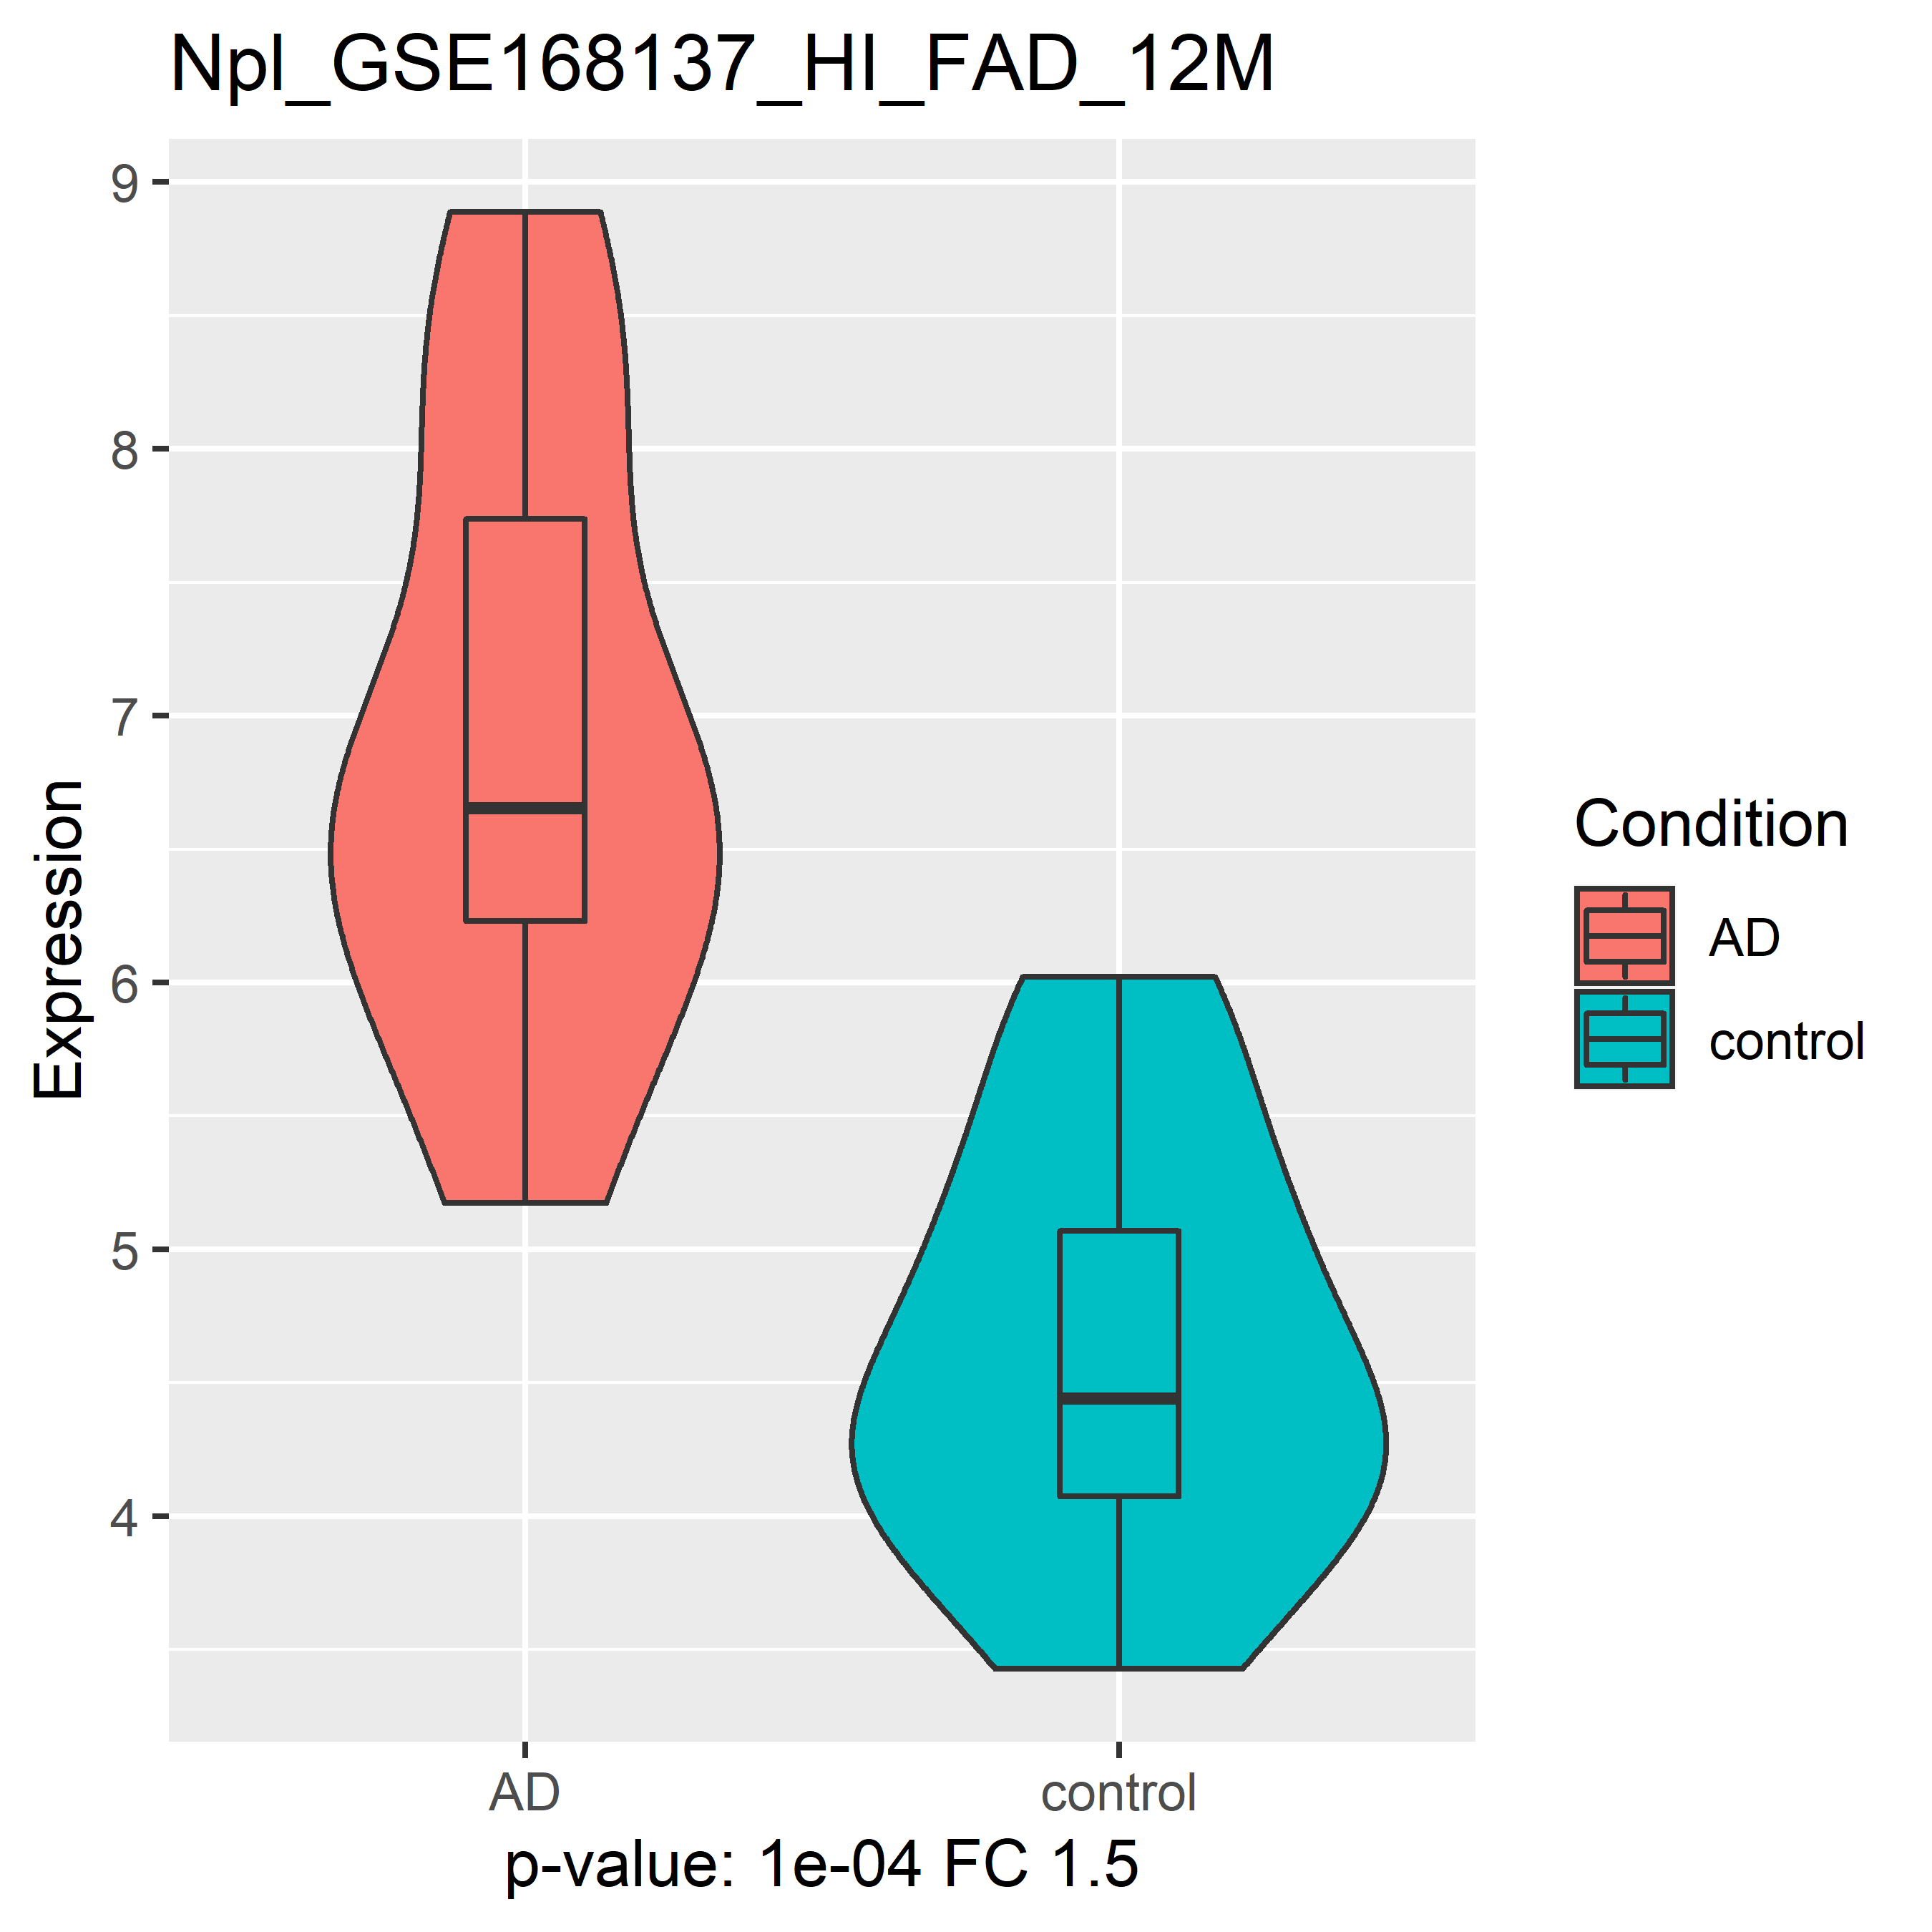 Npl_GSE168137_HI_FAD_12M
Expression
9
8
7
6
5
4
AD
control
p-value: 1e-04 FC 1.5
Condition
AD
control